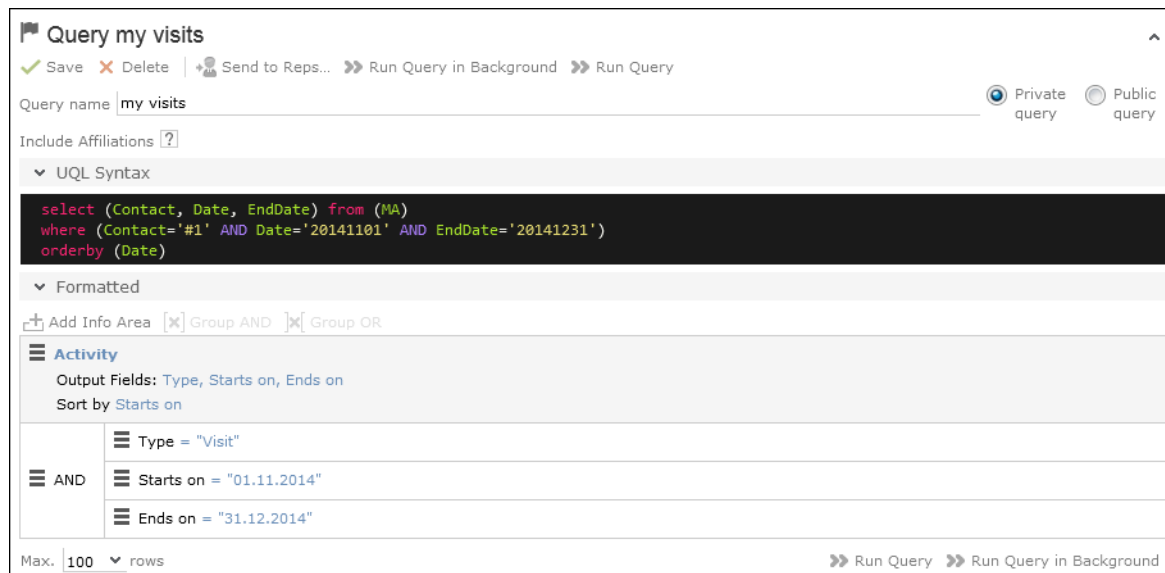 Query my visits
Save Delete Send to Reps... Run Query in Background Run Query
Query name my visits Private query Public query
Include Affiliations ?
UQL Syntax
select (Contact, Date, EndDate) from (MA)
where (Contact='#1' AND Date='20141101' AND EndDate='20141231')
orderby (Date)
Formatted
Add Info Area Group AND Group OR
Activity
Output Fields: Type, Starts on, Ends on
Sort by Starts on
AND
Type = "Visit"
Starts on = "01.11.2014"
Ends on = "31.12.2014"
Max. 100 rows Run Query Run Query in Background